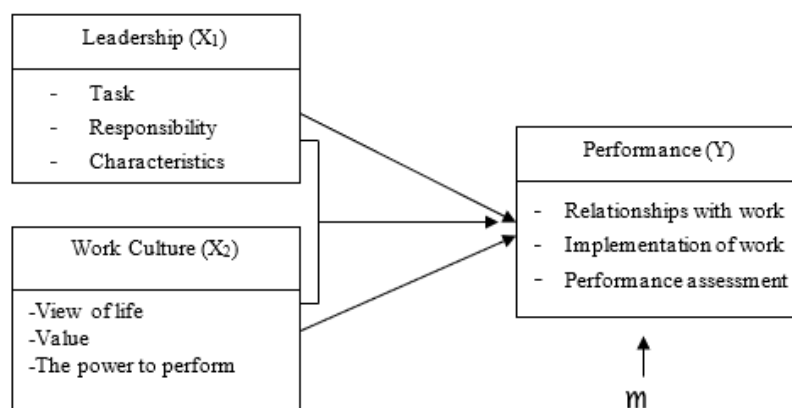 Leadership (X₁)
- Task
- Responsibility
- Characteristics
Work Culture (X₂)
-View of life
-Value
-The power to perform
Performance (Y)
- Relationships with work
- Implementation of work
- Performance assessment
m